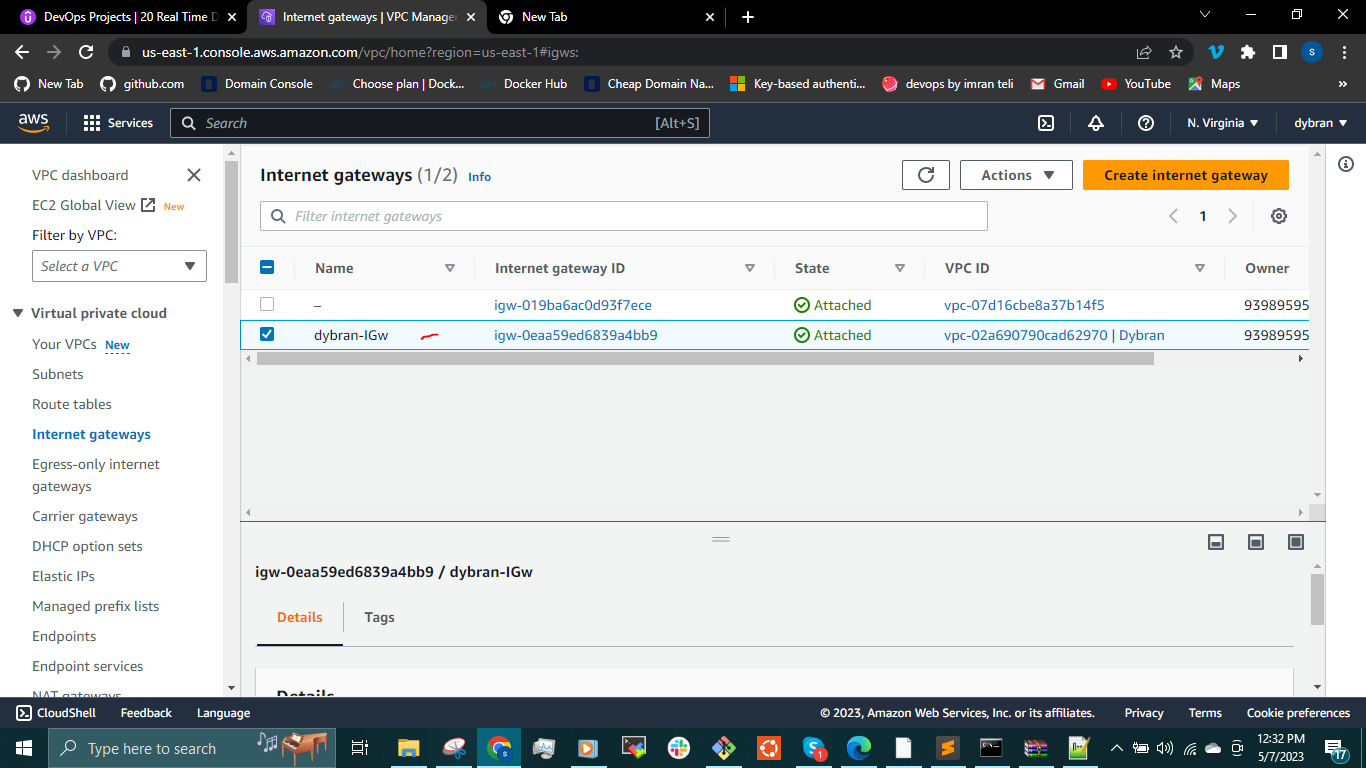 DevOps Projects | 20 Real Time D
Internet gateways | VPC Manager
New Tab
us-east-1.console.aws.amazon.com/vpc/home?region=us-east-1#igws:
S
New Tab
github.com
Domain Console
Choose plan | Dock...
Docker Hub
Cheap Domain Na...
Key-based authenti...
devops by imran teli
Gmail
YouTube
Maps
»
aws
Services
Search
[Alt+S]
N. Virginia
dybran
VPC dashboard
EC2 Global View New
Filter by VPC:
Select a VPC
Virtual private cloud
Your VPCs New
Subnets
Route tables
Internet gateways
Egress-only internet
gateways
Carrier gateways
DHCP option sets
Elastic IPs
Managed prefix lists
Endpoints
Endpoint services
NAT gateways
Internet gateways (1/2) Info
Actions
Create internet gateway
Filter internet gateways
1
Name Internet gateway ID State VPC ID Owner
– igw-019ba6ac0d93f7ece Attached vpc-07d16cbe8a37b14f5 93989595
dybran-IGw igw-0eaa59ed6839a4bb9 Attached vpc-02a690790cad62970 | Dybran 93989595
igw-0eaa59ed6839a4bb9 / dybran-IGw
Details
Tags
Details
CloudShell
Feedback
Language
© 2023, Amazon Web Services, Inc. or its affiliates.
Privacy
Terms
Cookie preferences
Type here to search
1
12:32 PM
5/7/2023
17